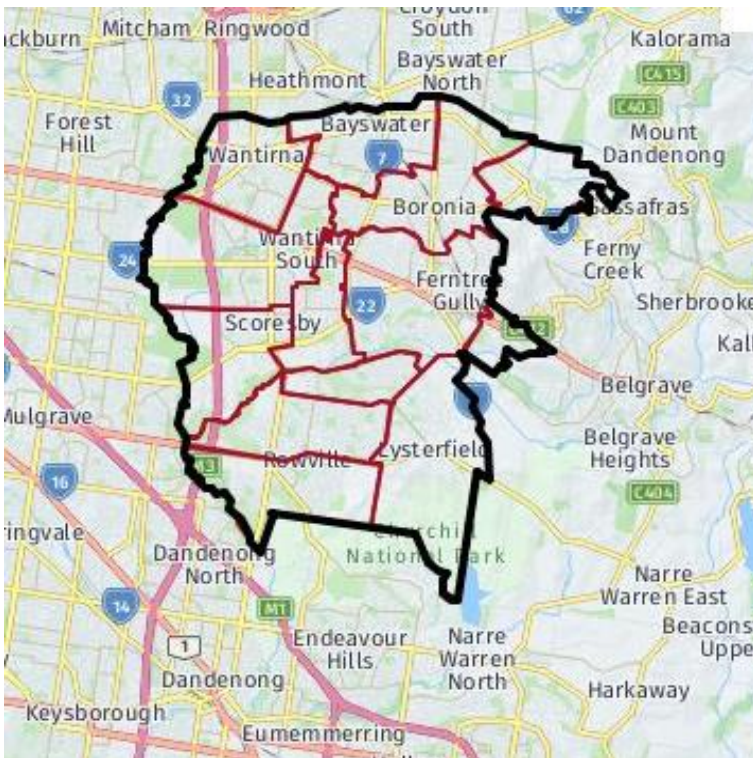 Croydon
South
62
ackburn
Mitcham
Ringwood
Kalorama
Bayswater
North
C415
Heathmont
32
C403
Forest
Hill
Bayswater
Mount
Dandenong
Wantirna
7
Boronia
Sassafras
Wantirna
South
Ferny
Creek
24
Ferntree
Gully
22
Sherbrooke
Scoresby
Kall
Belgrave
Mulgrave
Belgrave
Heights
Rowville
Lysterfield
16
C404
ringvale
Churchill
National Park
Dandenong
North
Narre
Warren East
14
M1
Beacons
Uppe
Endeavour
Hills
1
Narre
Warren
North
Dandenong
Harkaway
Keysborough
Eumemmerring